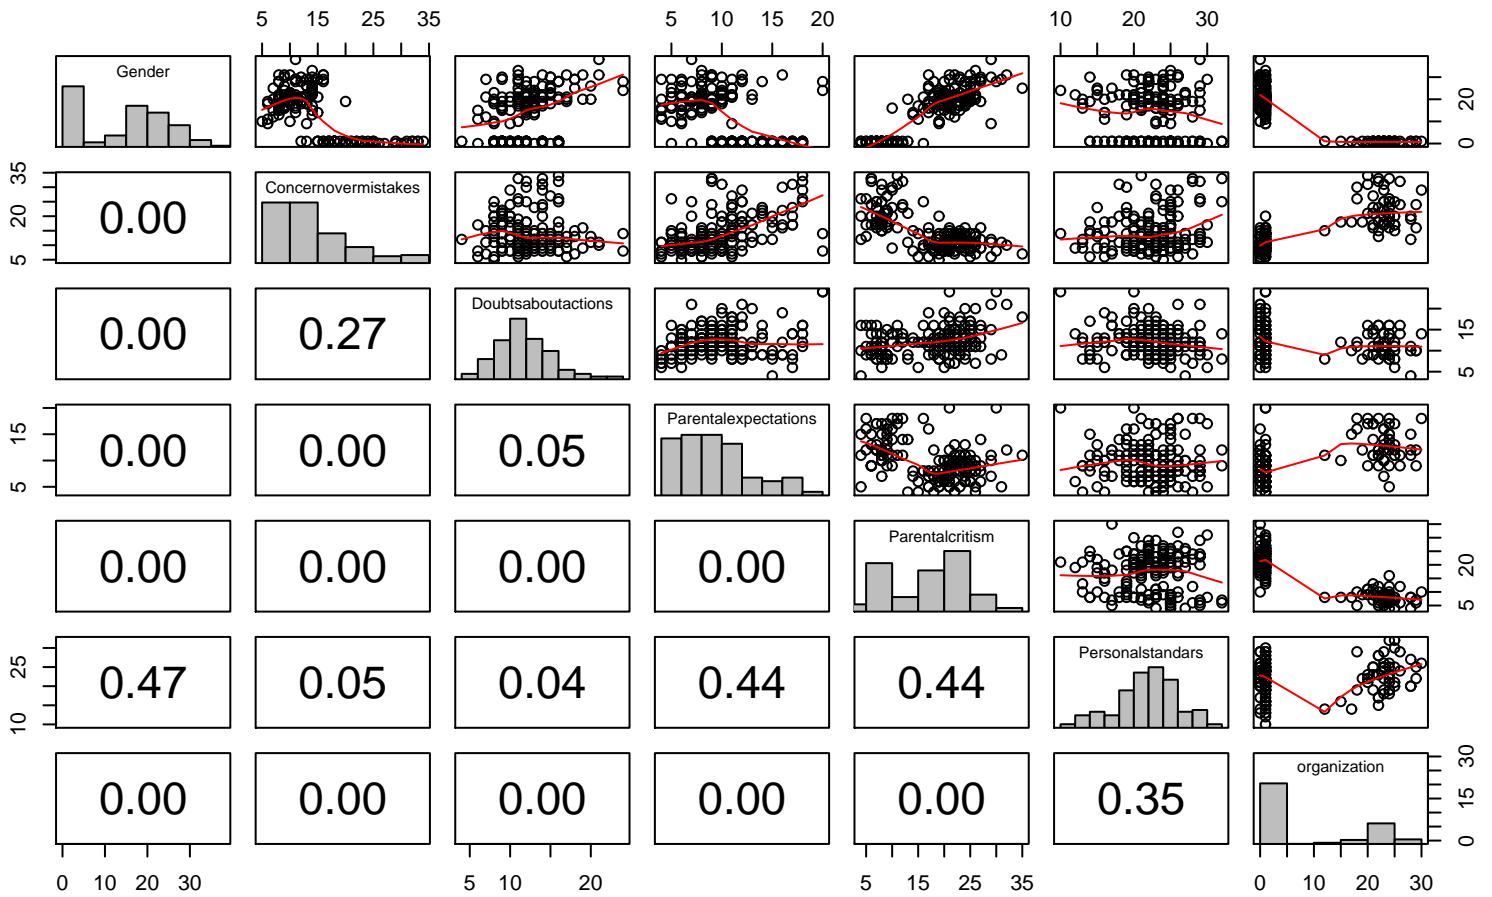 5 15 25 35 5 10 15 20 10 20 30
Gender
0 20
5 20 35
0.00
Concernovermistakes
0.00
0.27
Doubtsaboutactions
5 15
5 15
0.00
0.00
0.05
Parentalexpectations
0.00
0.00
0.00
0.00
Parentalcritism
5 20
10 25
0.47
0.05
0.04
0.44
0.44
Personalstandars
0.00
0.00
0.00
0.00
0.00
0.35
organization
0 15 30
0 10 20 30 5 10 20 5 15 25 35 0 10 20 30